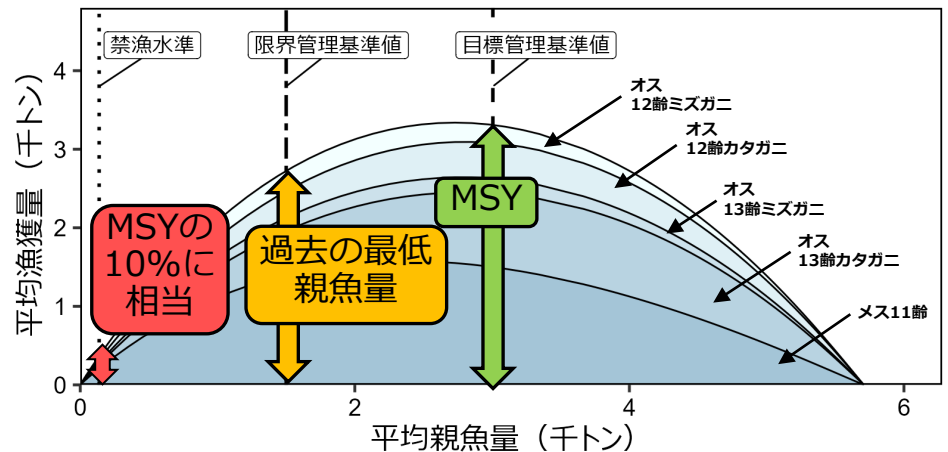 禁漁水準
限界管理基準値
目標管理基準値
オス
12齢ミズガニ
オス
12齢カタガニ
オス
13齢ミズガニ
オス
13齢カタガニ
メス11齢
MSY
MSYの
10%に
相当
過去の最低
親魚量
平均漁獲量（千トン）
4
3
2
1
0
0
2
4
6
平均親魚量（千トン）